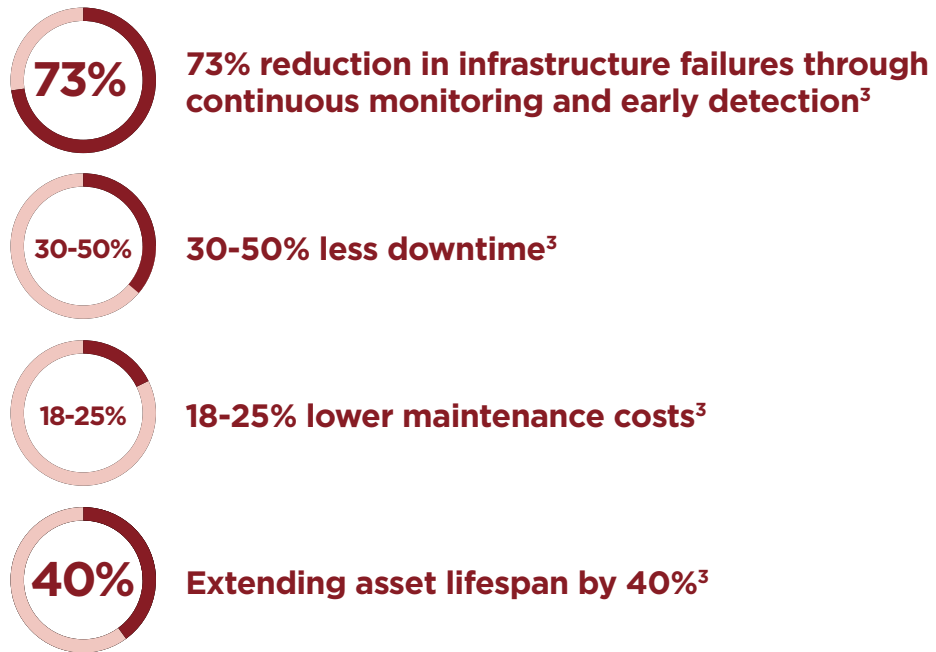 73%
73% reduction in infrastructure failures through
continuous monitoring and early detection³
30-50%
30-50% less downtime³
18-25%
18-25% lower maintenance costs³
40%
Extending asset lifespan by 40%³